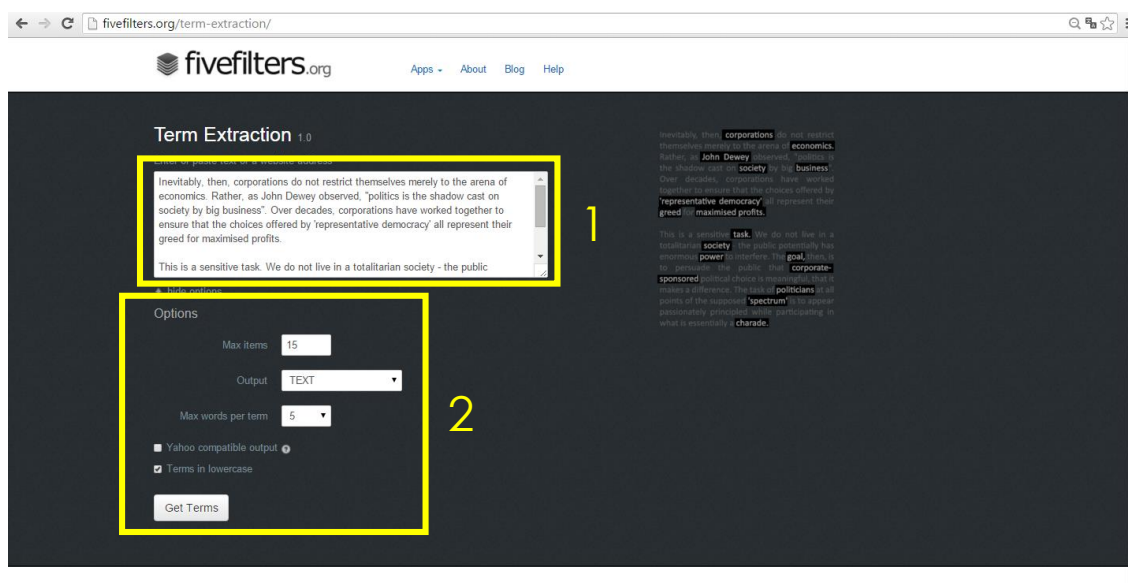 fivefilters.org/term-extraction/
fivefilters.org
Apps About Blog Help
Term Extraction 1.0
Enter or paste text or a website address
Inevitably, then, corporations do not restrict themselves merely to the arena of
economics. Rather, as John Dewey observed, "politics is the shadow cast on
society by big business". Over decades, corporations have worked together to
ensure that the choices offered by 'representative democracy' all represent their
greed for maximised profits.
This is a sensitive task. We do not live in a totalitarian society - the public
1
hide options
Options
Max items 15
Output TEXT
Max words per term 5
Yahoo compatible output ?
Terms in lowercase
Get Terms
2
Inevitably, then, corporations do not restrict
themselves merely to the arena of economics.
Rather, as John Dewey observed, "politics is
the shadow cast on society by big business".
Over decades, corporations have worked
together to ensure that the choices offered by
'representative democracy' all represent their
greed for maximised profits.
This is a sensitive task. We do not live in a
totalitarian society - the public potentially has
enormous power to interfere. The goal, then, is
to persuade the public that corporate-
sponsored political choice is meaningful, that it
makes a difference. The task of politicians at all
points of the supposed 'spectrum' is to appear
passionately principled while participating in
what is essentially a charade.